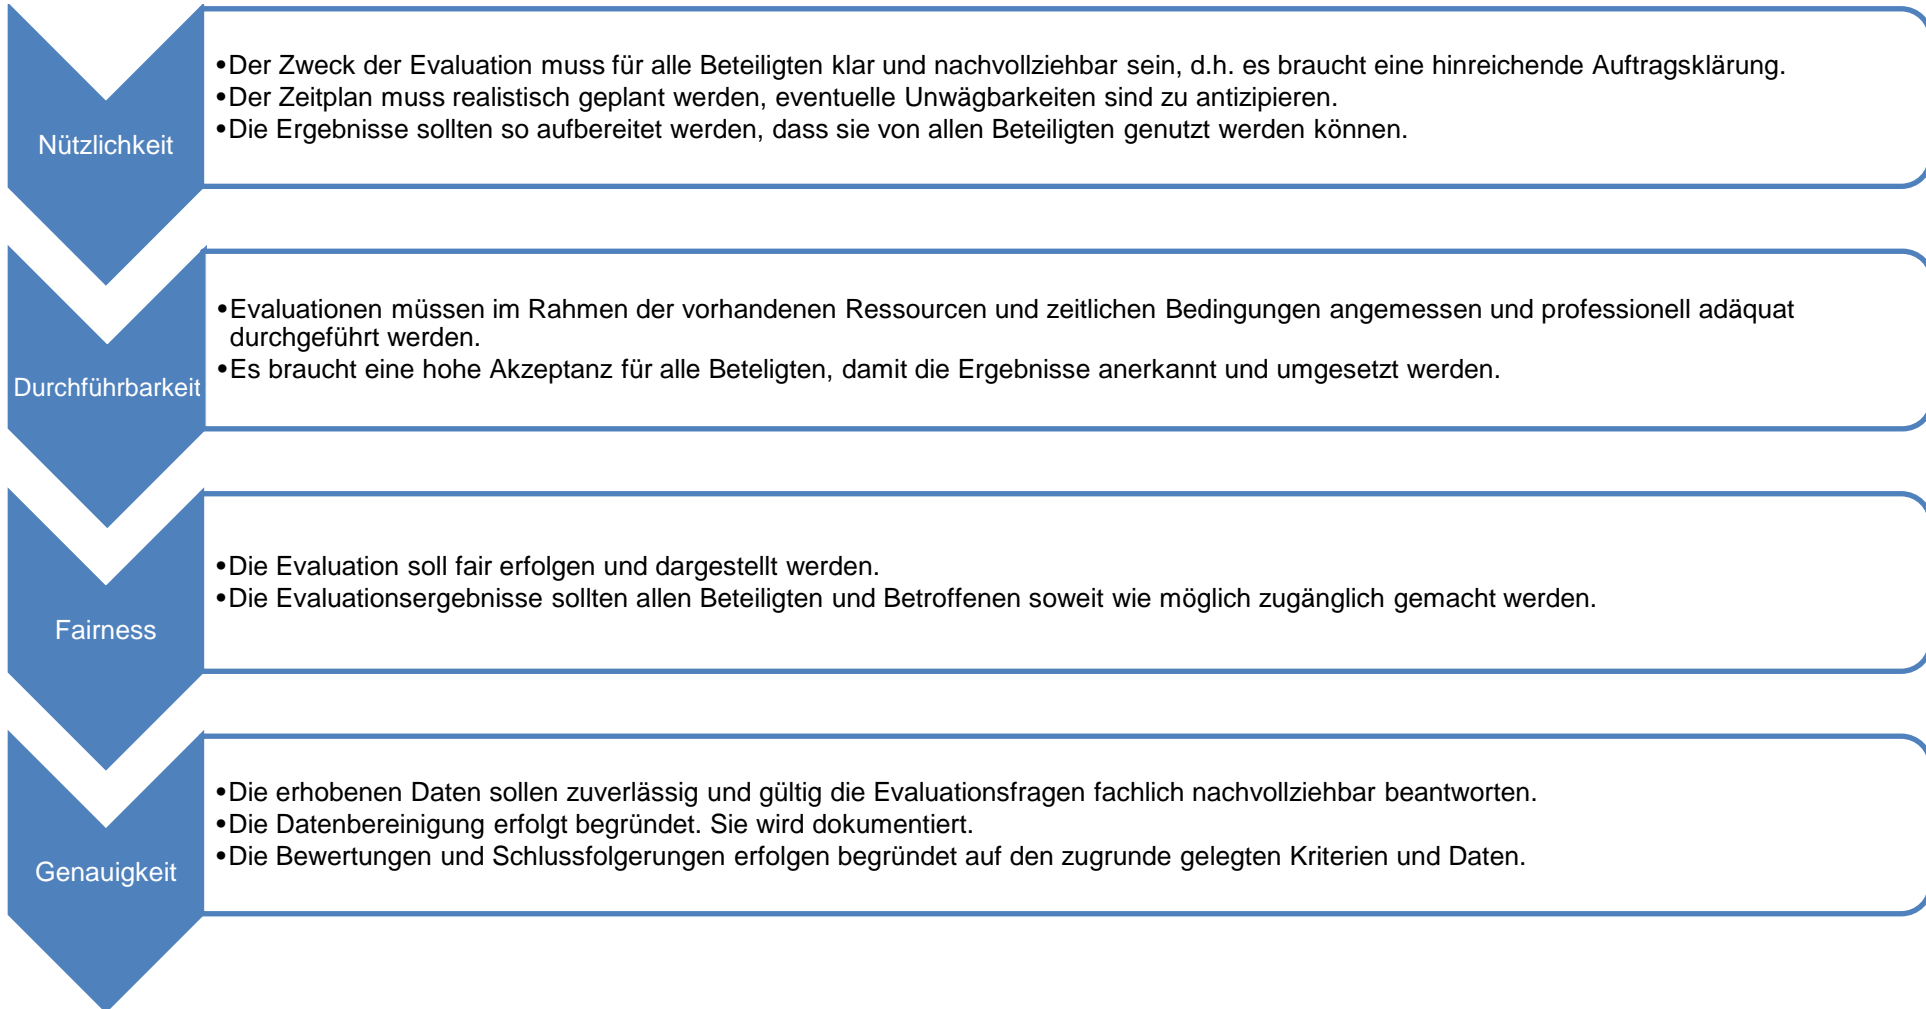 Nützlichkeit
•Der Zweck der Evaluation muss für alle Beteiligten klar und nachvollziehbar sein, d.h. es braucht eine hinreichende Auftragsklärung.
•Der Zeitplan muss realistisch geplant werden, eventuelle Unwägbarkeiten sind zu antizipieren.
•Die Ergebnisse sollten so aufbereitet werden, dass sie von allen Beteiligten genutzt werden können.
Durchführbarkeit
•Evaluationen müssen im Rahmen der vorhandenen Ressourcen und zeitlichen Bedingungen angemessen und professionell adäquat
durchgeführt werden.
•Es braucht eine hohe Akzeptanz für alle Beteligten, damit die Ergebnisse anerkannt und umgesetzt werden.
Fairness
•Die Evaluation soll fair erfolgen und dargestellt werden.
•Die Evaluationsergebnisse sollten allen Beteiligten und Betroffenen soweit wie möglich zugänglich gemacht werden.
Genauigkeit
•Die erhobenen Daten sollen zuverlässig und gültig die Evaluationsfragen fachlich nachvollziehbar beantworten.
•Die Datenbereinigung erfolgt begründet. Sie wird dokumentiert.
•Die Bewertungen und Schlussfolgerungen erfolgen begründet auf den zugrunde gelegten Kriterien und Daten.